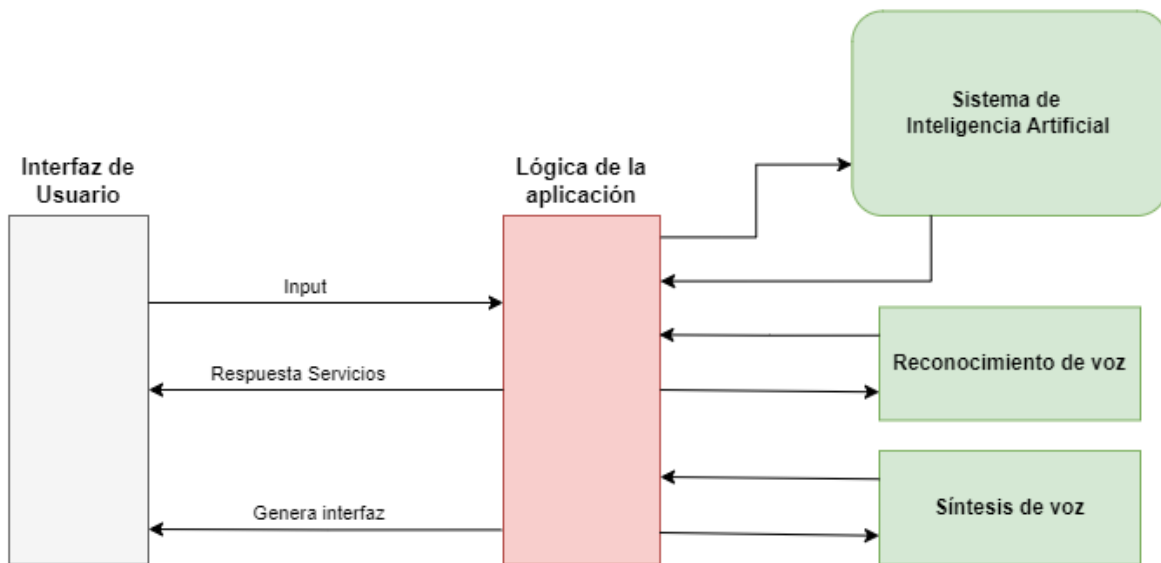 Sistema de
Inteligencia Artificial
Interfaz de
Usuario
Lógica de la
aplicación
Input
Reconocimiento de voz
Respuesta Servicios
Síntesis de voz
Genera interfaz